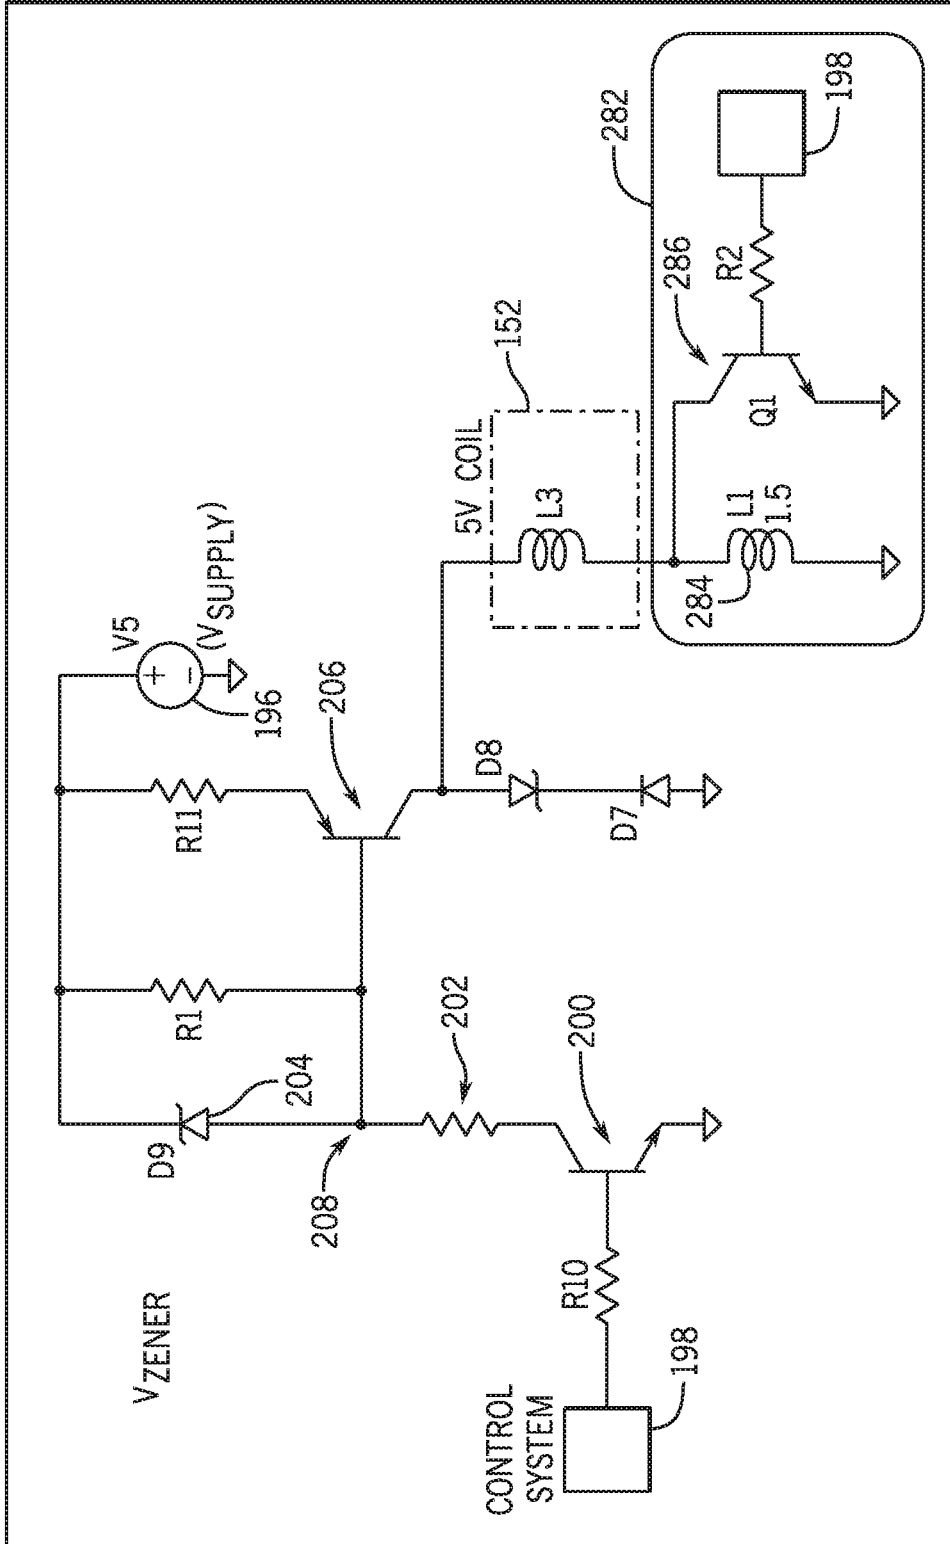 V5
(VSUPPLY)
196
R11
206
R1
D9
204
208
202
200
VZENER
R10
CONTROL
SYSTEM
198
D8
D7
5V COIL
152
L3
282
286
R2
198
Q1
L1
1.5
284